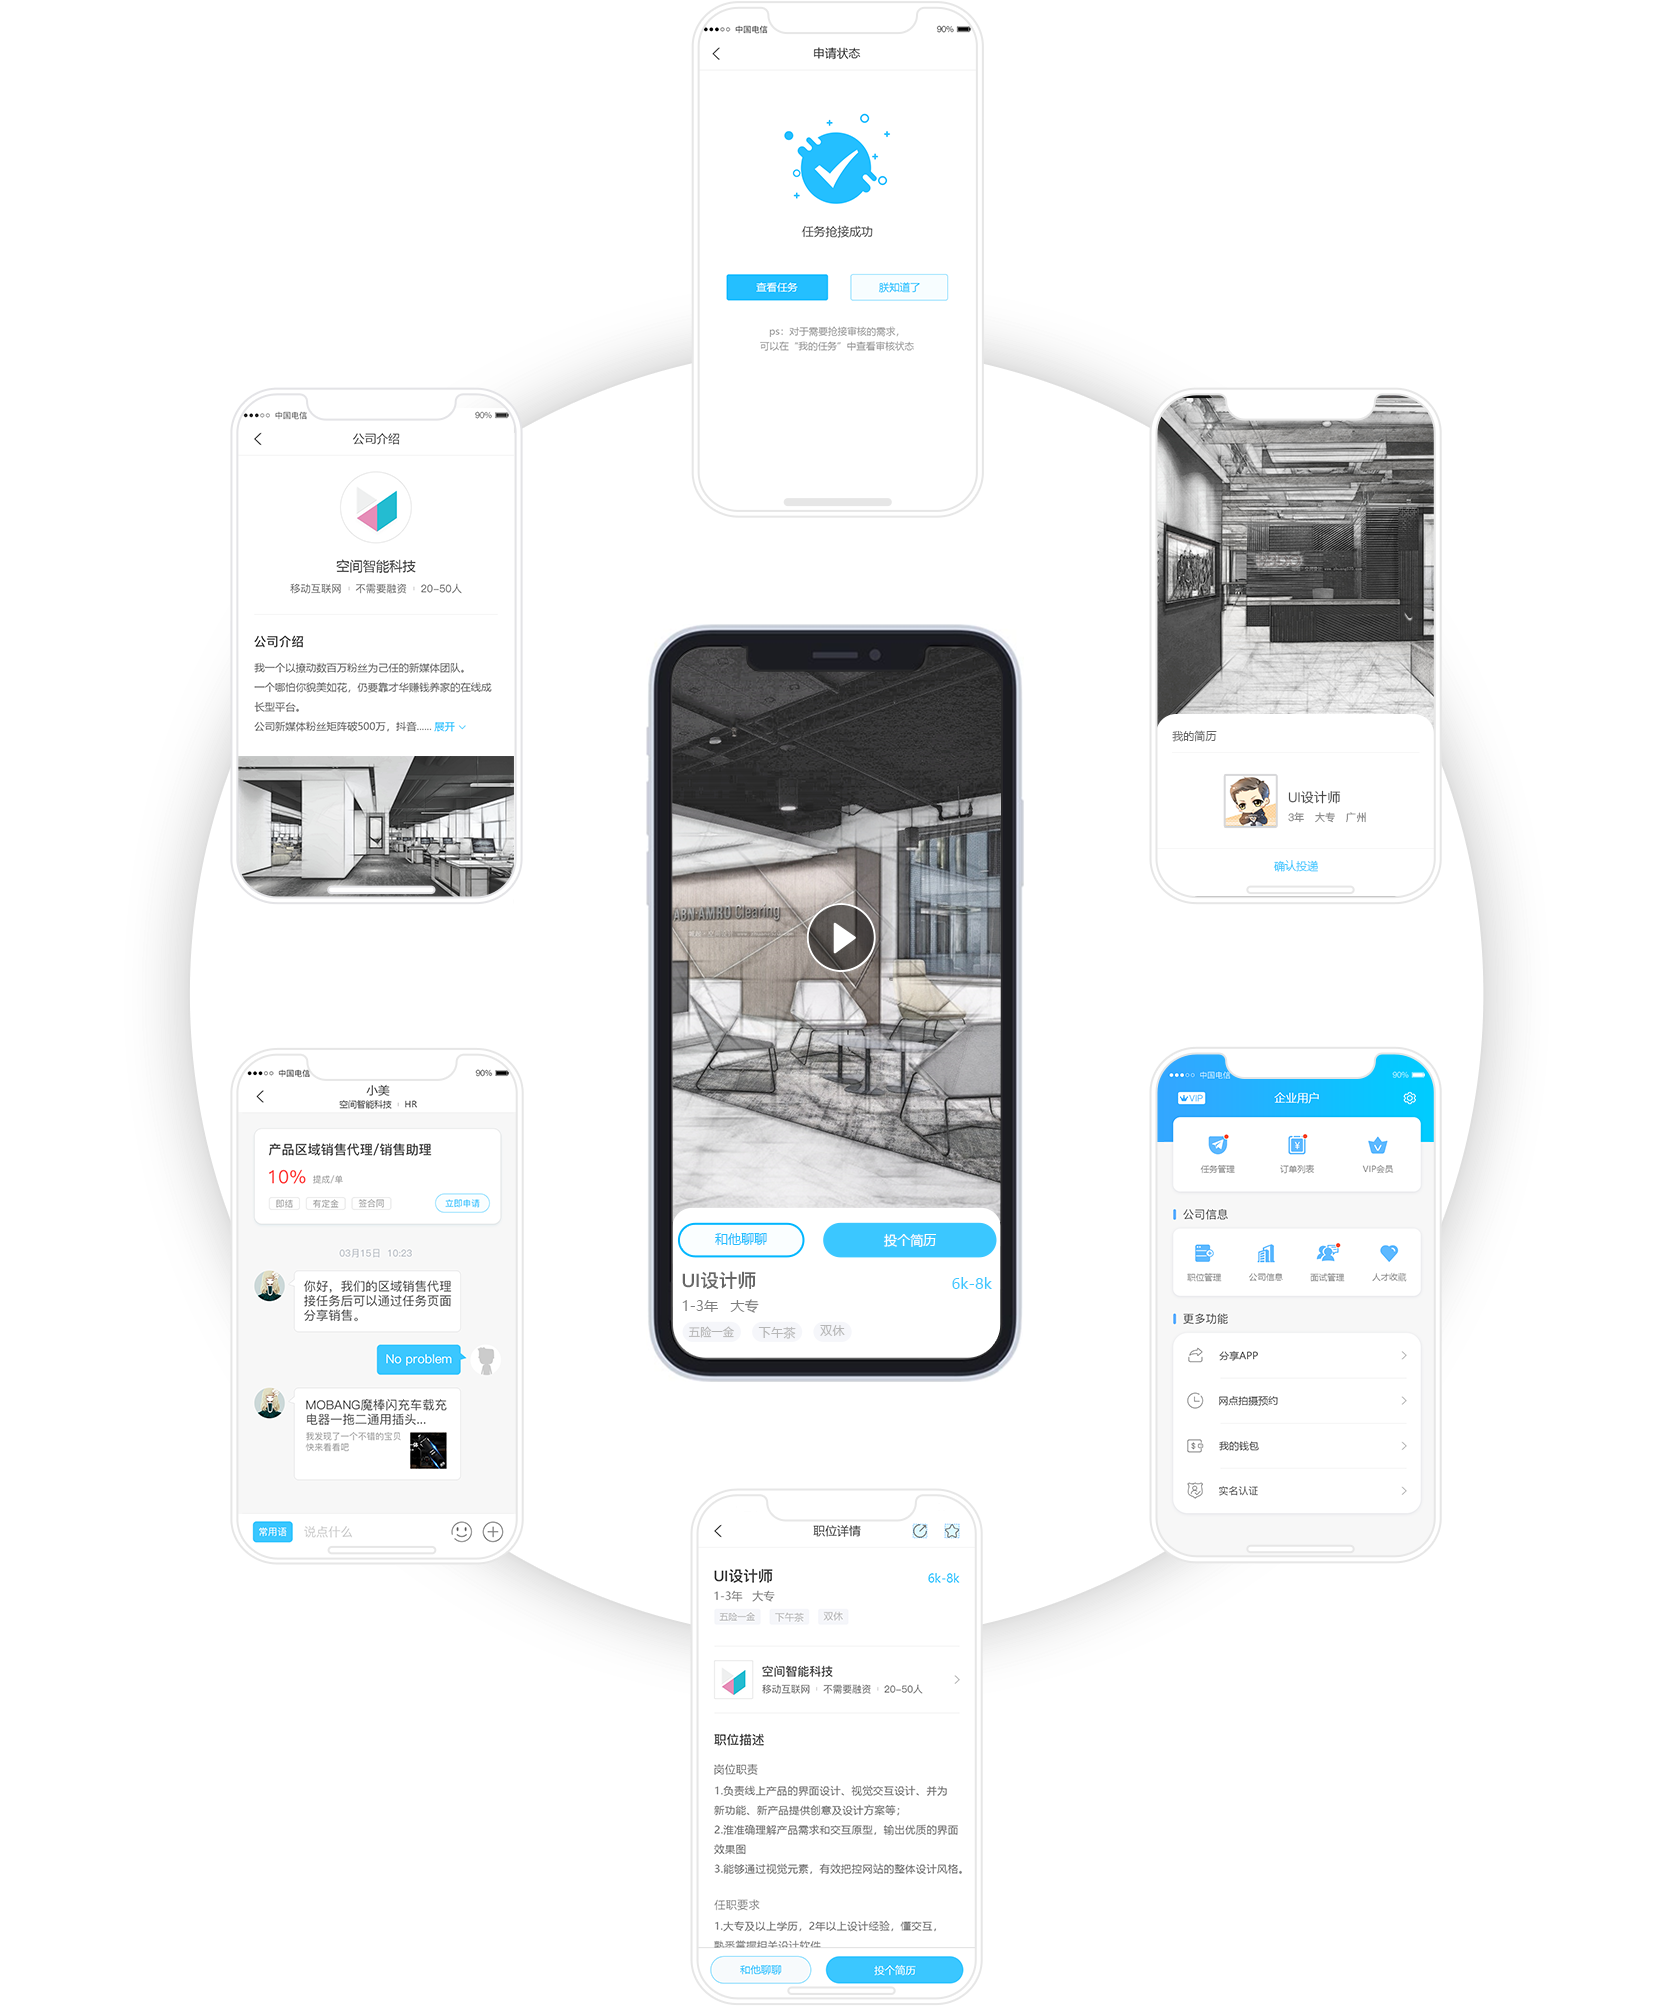 中国电信
90%
申请状态
任务抢接成功
查看任务
朕知道了
ps：对于需要抢接审核的需求，
可以在“我的任务”中查看审核状态
中国电信
90%
公司介绍
空间智能科技
移动互联网 不需要融资 20-50人
公司介绍
我一个以撩动数百万粉丝为己任的新媒体团队。
一个哪怕你貌美如花，仍要靠才华赚钱养家的在线成
长型平台。
公司新媒体粉丝矩阵破500万，抖音...... 展开
我的简历
UI设计师
3年 大专 广州
确认投递
ABN·AMRO Clearing
和他聊聊
投个简历
UI设计师
6k-8k
1-3年 大专
五险一金 下午茶 双休
中国电信
90%
小美
空间智能科技 HR
产品区域销售代理/销售助理
10% 提成/单
即结 有定金 签合同
立即申请
03月15日 10:23
你好，我们的区域销售代理
接任务后可以通过任务页面
分享销售。
No problem
MOBANG魔棒闪充车载充
电器一拖二通用插头...
我发现了一个不错的宝贝
快来看看吧
常用语
说点什么
中国电信
90%
VIP
企业用户
任务管理 订单列表 VIP会员
公司信息
职位管理 公司信息 面试管理 人才收藏
更多功能
分享APP
网点拍摄预约
我的钱包
实名认证
职位详情
UI设计师
6k-8k
1-3年 大专
五险一金 下午茶 双休
空间智能科技
移动互联网 不需要融资 20-50人
职位描述
岗位职责
1.负责线上产品的界面设计、视觉交互设计、并为
新功能、新产品提供创意及设计方案等；
2.准准确理解产品需求和交互原型，输出优质的界面
效果图
3.能够通过视觉元素，有效把控网站的整体设计风格。
任职要求
1.大专及以上学历，2年以上设计经验，懂交互，
熟悉掌握相关设计软件
和他聊聊
投个简历